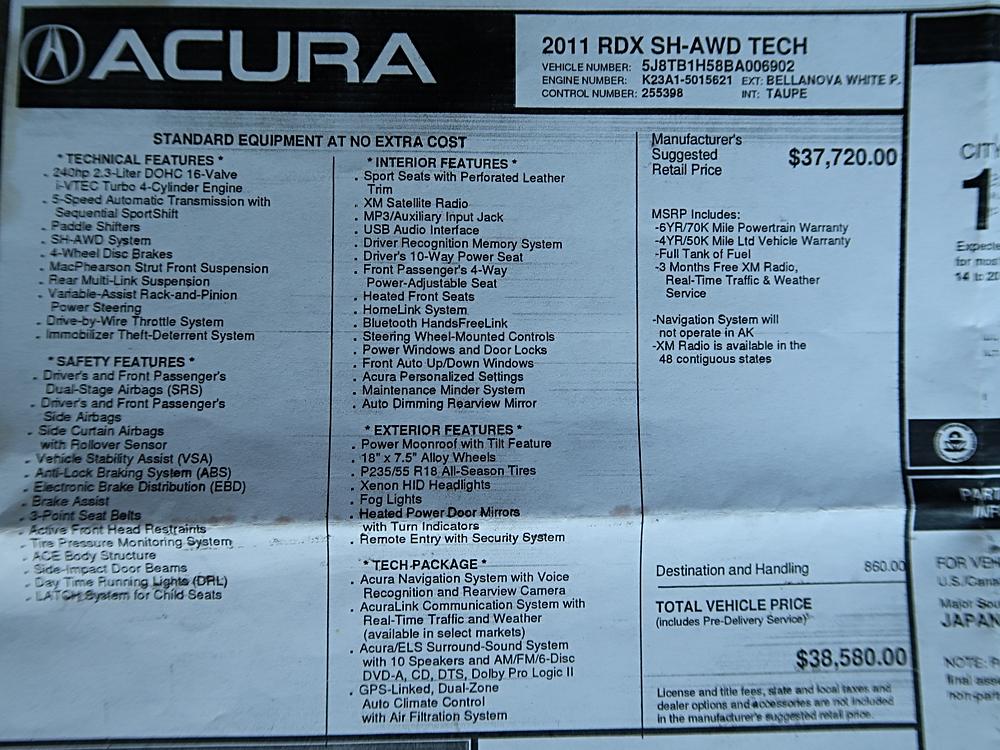 ACURA
2011 RDX SH-AWD TECH
VEHICLE NUMBER: 5J8TB1H58BA006902
ENGINE NUMBER: K23A1-5015621 EXT: BELLANOVA WHITE P.
CONTROL NUMBER: 255398 INT: TAUPE
STANDARD EQUIPMENT AT NO EXTRA COST
* TECHNICAL FEATURES *
. 240hp 2.3-Liter DOHC 16-Valve
i-VTEC Turbo 4-Cylinder Engine
. 5-Speed Automatic Transmission with
Sequential SportShift
. Paddle Shifters
. SH-AWD System
. 4-Wheel Disc Brakes
. MacPhearson Strut Front Suspension
. Rear Multi-Link Suspension
. Variable-Assist Rack-and-Pinion
Power Steering
. Drive-by-Wire Throttle System
. Immobilizer Theft-Deterrent System
* SAFETY FEATURES *
. Driver's and Front Passenger's
Dual-Stage Airbags (SRS)
. Driver's and Front Passenger's
Side Airbags
. Side Curtain Airbags
with Rollover Sensor
. Vehicle Stability Assist (VSA)
. Anti-Lock Braking System (ABS)
. Electronic Brake Distribution (EBD)
. Brake Assist
. 3-Point Seat Belts
. Active Front Head Restraints
. Tire Pressure Monitoring System
. ACE Body Structure
. Side-Impact Door Beams
. Day Time Running Lights (DRL)
. LATCH System for Child Seats
* INTERIOR FEATURES *
. Sport Seats with Perforated Leather
Trim
. XM Satellite Radio
. MP3/Auxiliary Input Jack
. USB Audio Interface
. Driver Recognition Memory System
. Driver's 10-Way Power Seat
. Front Passenger's 4-Way
Power-Adjustable Seat
. Heated Front Seats
. HomeLink System
. Bluetooth HandsFreeLink
. Steering Wheel-Mounted Controls
. Power Windows and Door Locks
. Front Auto Up/Down Windows
. Acura Personalized Settings
. Maintenance Minder System
. Auto Dimming Rearview Mirror
* EXTERIOR FEATURES *
. Power Moonroof with Tilt Feature
. 18" x 7.5" Alloy Wheels
. P235/55 R18 All-Season Tires
. Xenon HID Headlights
. Fog Lights
. Heated Power Door Mirrors
with Turn Indicators
. Remote Entry with Security System
* TECH PACKAGE *
. Acura Navigation System with Voice
Recognition and Rearview Camera
. AcuraLink Communication System with
Real-Time Traffic and Weather
(available in select markets)
. Acura/ELS Surround-Sound System
with 10 Speakers and AM/FM/6-Disc
DVD-A, CD, DTS, Dolby Pro Logic II
. GPS-Linked, Dual-Zone
Auto Climate Control
with Air Filtration System
Manufacturer's
Suggested
Retail Price $37,720.00
MSRP Includes:
-6YR/70K Mile Powertrain Warranty
-4YR/50K Mile Ltd Vehicle Warranty
-Full Tank of Fuel
-3 Months Free XM Radio,
Real-Time Traffic & Weather
Service
-Navigation System will
not operate in AK
-XM Radio is available in the
48 contiguous states
Destination and Handling 860.00
TOTAL VEHICLE PRICE
(includes Pre-Delivery Service)
$38,580.00
License and title fees, state and local taxes and
dealer options and accessories are not included
in the manufacturer's suggested retail price.
CITY
1
for mos
14 to 20
PART
INF
FOR VEH
U.S./Cana
Major Sou
JAPAN
NOTE: P
final asse
non-part